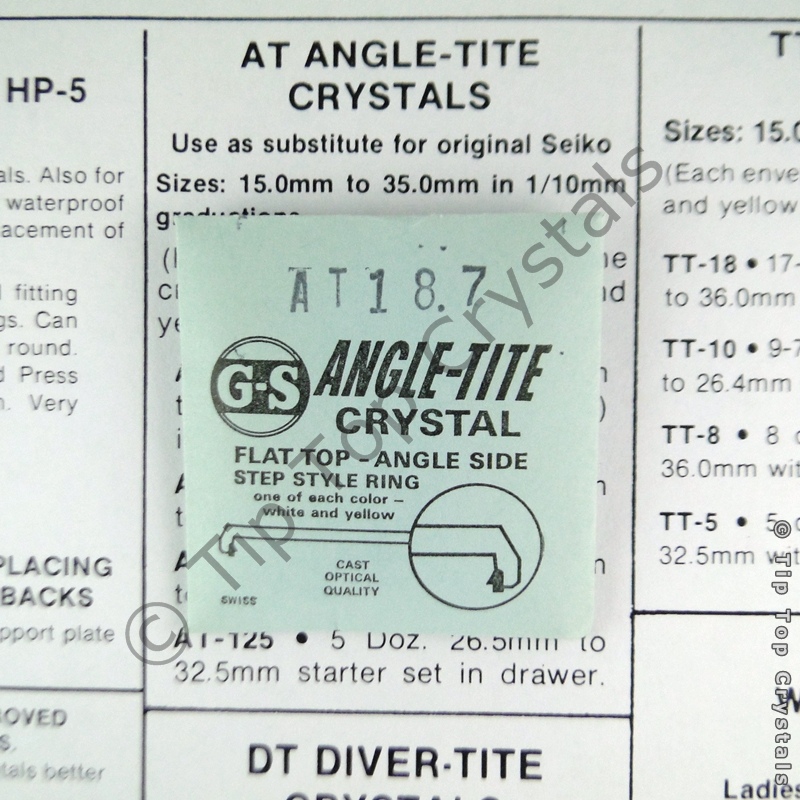 HP-5
als. Also for
waterproof
acement of
fitting
gs. Can
round.
Press
n. Very
PLACING
BACKS
pport plate
OVED
S.
tals better
AT ANGLE-TITE
CRYSTALS
Use as substitute for original Seiko
Sizes: 15.0mm to 35.0mm in 1/10mm
AT 18.7
G-S ANGLE-TITE
CRYSTAL
FLAT TOP - ANGLE SIDE
STEP STYLE RING
one of each color -
white and yellow
CAST
OPTICAL
QUALITY
SWISS
AT-125 • 5 Doz. 26.5mm to
32.5mm starter set in drawer.
DT DIVER-TITE
CRYSTALS
Sizes: 15.0
(Each enve
and yellow
TT-18 • 17-
to 36.0mm
TT-10 • 9-7
to 26.4mm
TT-8 • 8
36.0mm wit
TT-5 • 5
32.5mm wit
Ladies
© Tip Top Crystals
© Tip Top Crystals